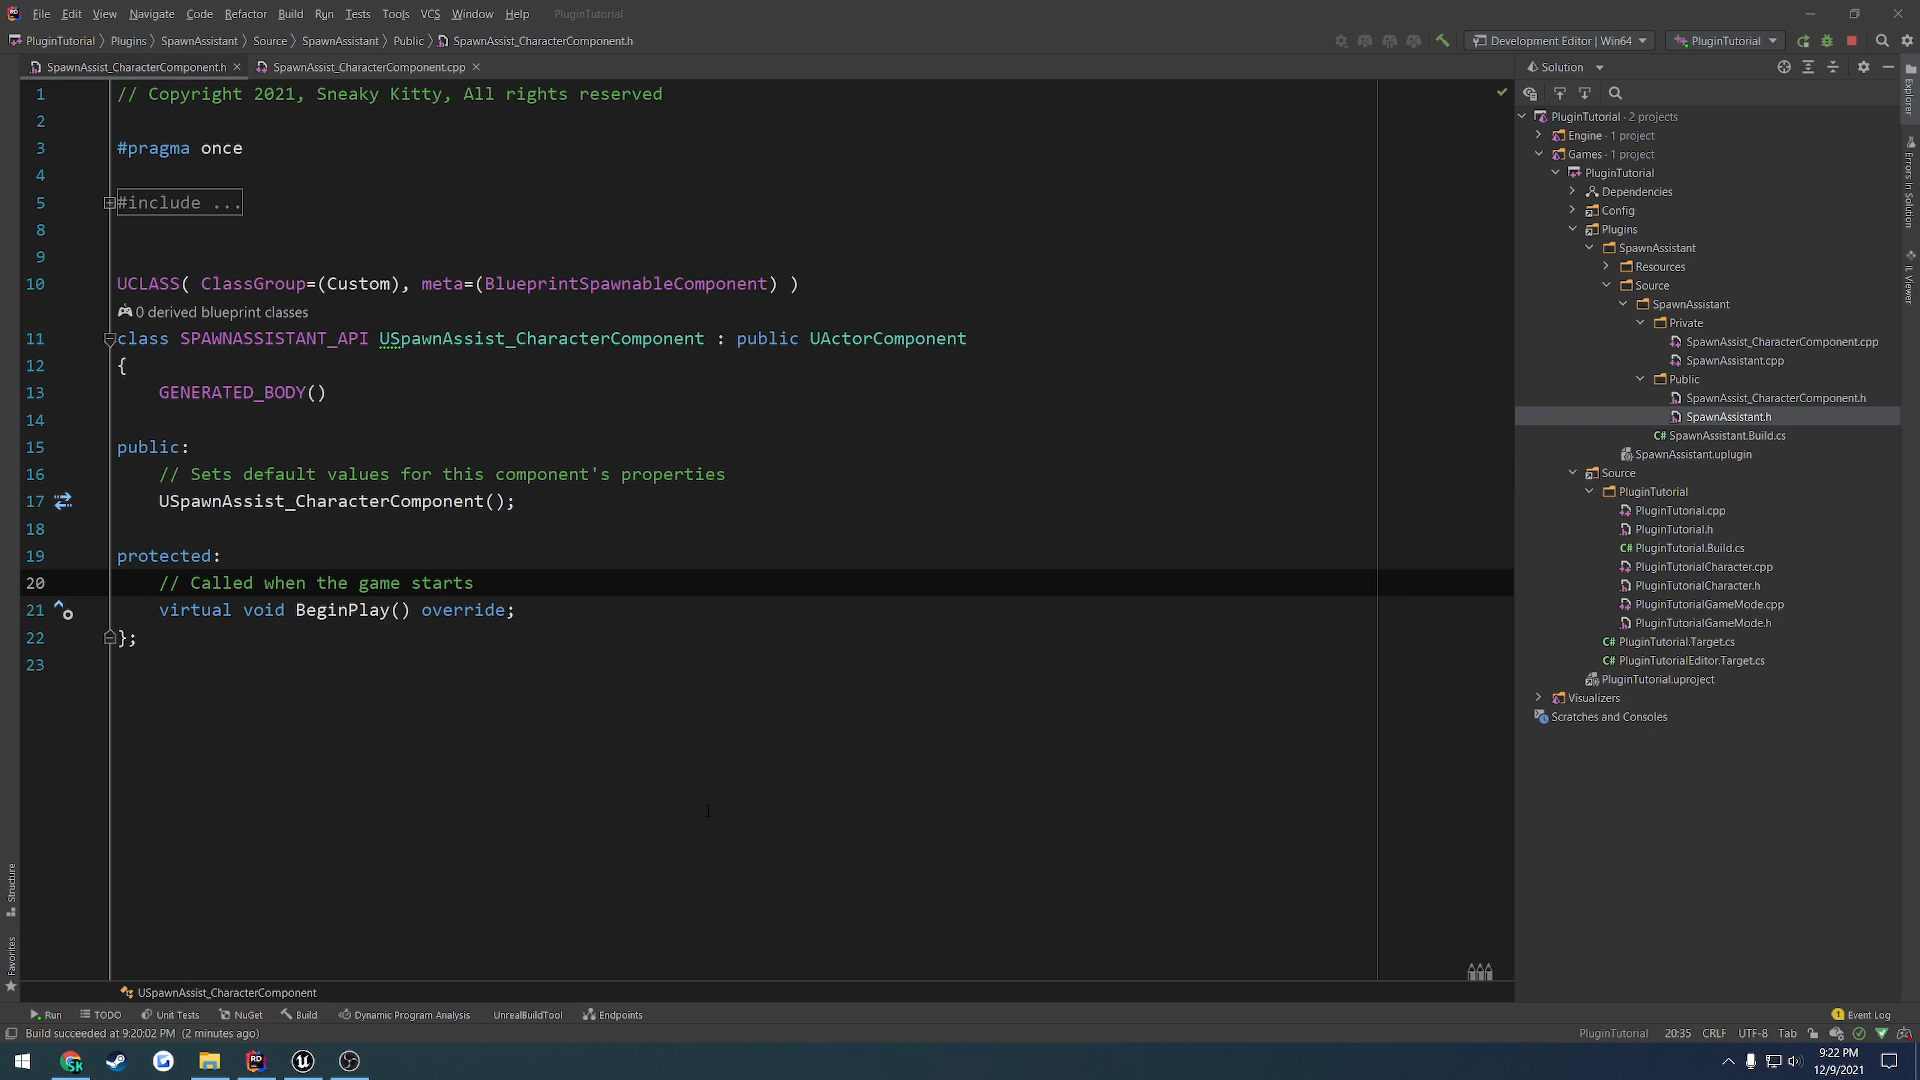 File Edit View Navigate Code Refactor Build Run Tests Tools VCS Window Help PluginTutorial
PluginTutorial Plugins SpawnAssistant Source SpawnAssistant Public SpawnAssist_CharacterComponent.h
Development Editor | Win64 PluginTutorial
SpawnAssist_CharacterComponent.h SpawnAssist_CharacterComponent.cpp
1 // Copyright 2021, Sneaky Kitty, All rights reserved
2
3 #pragma once
4
5 #include ...
8
9
10 UCLASS( ClassGroup=(Custom), meta=(BlueprintSpawnableComponent) )
0 derived blueprint classes
11 class SPAWNASSISTANT_API USpawnAssist_CharacterComponent : public UActorComponent
12 {
13 GENERATED_BODY()
14
15 public:
16 // Sets default values for this component's properties
17 USpawnAssist_CharacterComponent();
18
19 protected:
20 // Called when the game starts
21 virtual void BeginPlay() override;
22 };
23
Solution
PluginTutorial · 2 projects
Engine · 1 project
Games · 1 project
PluginTutorial
Dependencies
Config
Plugins
SpawnAssistant
Resources
Source
SpawnAssistant
Private
SpawnAssist_CharacterComponent.cpp
SpawnAssistant.cpp
Public
SpawnAssist_CharacterComponent.h
SpawnAssistant.h
C# SpawnAssistant.Build.cs
SpawnAssistant.uplugin
Source
PluginTutorial
PluginTutorial.cpp
PluginTutorial.h
C# PluginTutorial.Build.cs
PluginTutorialCharacter.cpp
PluginTutorialCharacter.h
PluginTutorialGameMode.cpp
PluginTutorialGameMode.h
C# PluginTutorial.Target.cs
C# PluginTutorialEditor.Target.cs
PluginTutorial.uproject
Visualizers
Scratches and Consoles
Explorer
Errors In Solution
IL Viewer
Structure
Favorites
USpawnAssist_CharacterComponent
Run TODO Unit Tests NuGet Build Dynamic Program Analysis UnrealBuildTool Endpoints 1 Event Log
Build succeeded at 9:20:02 PM (2 minutes ago) PluginTutorial 20:35 CRLF UTF-8 Tab
9:22 PM
12/9/2021